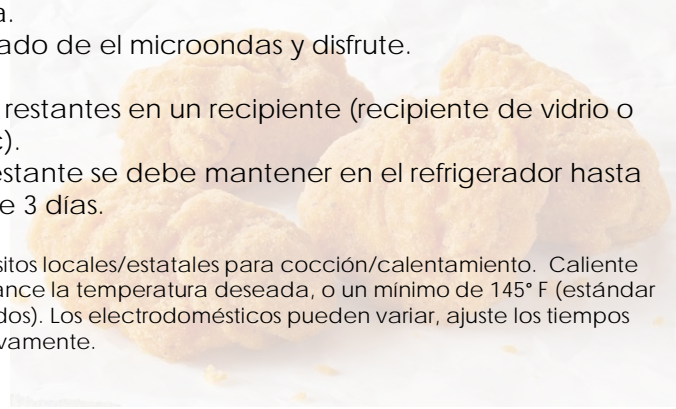 a.
ado de el microondas y disfrute.
restantes en un recipiente (recipiente de vidrio o
c).
estante se debe mantener en el refrigerador hasta
e 3 días.
sitos locales/estatales para cocción/calentamiento. Caliente
ance la temperatura deseada, o un mínimo de 145° F (estándar
dos). Los electrodomésticos pueden variar, ajuste los tiempos
vamente.